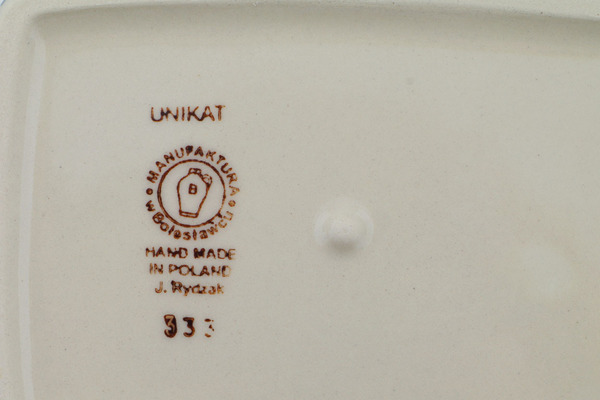 UNIKAT
MANUFAKTURA
B
w Bolesławcu
HAND MADE
IN POLAND
J. Rydzak
333